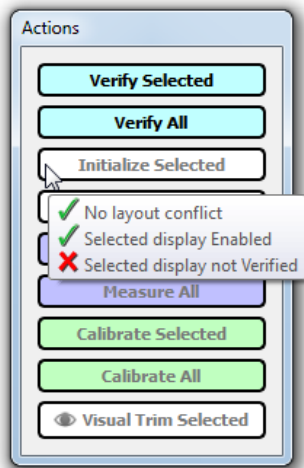 Actions
Verify Selected
Verify All
Initialize Selected
No layout conflict
Selected display Enabled
Selected display not Verified
Measure All
Calibrate Selected
Calibrate All
Visual Trim Selected